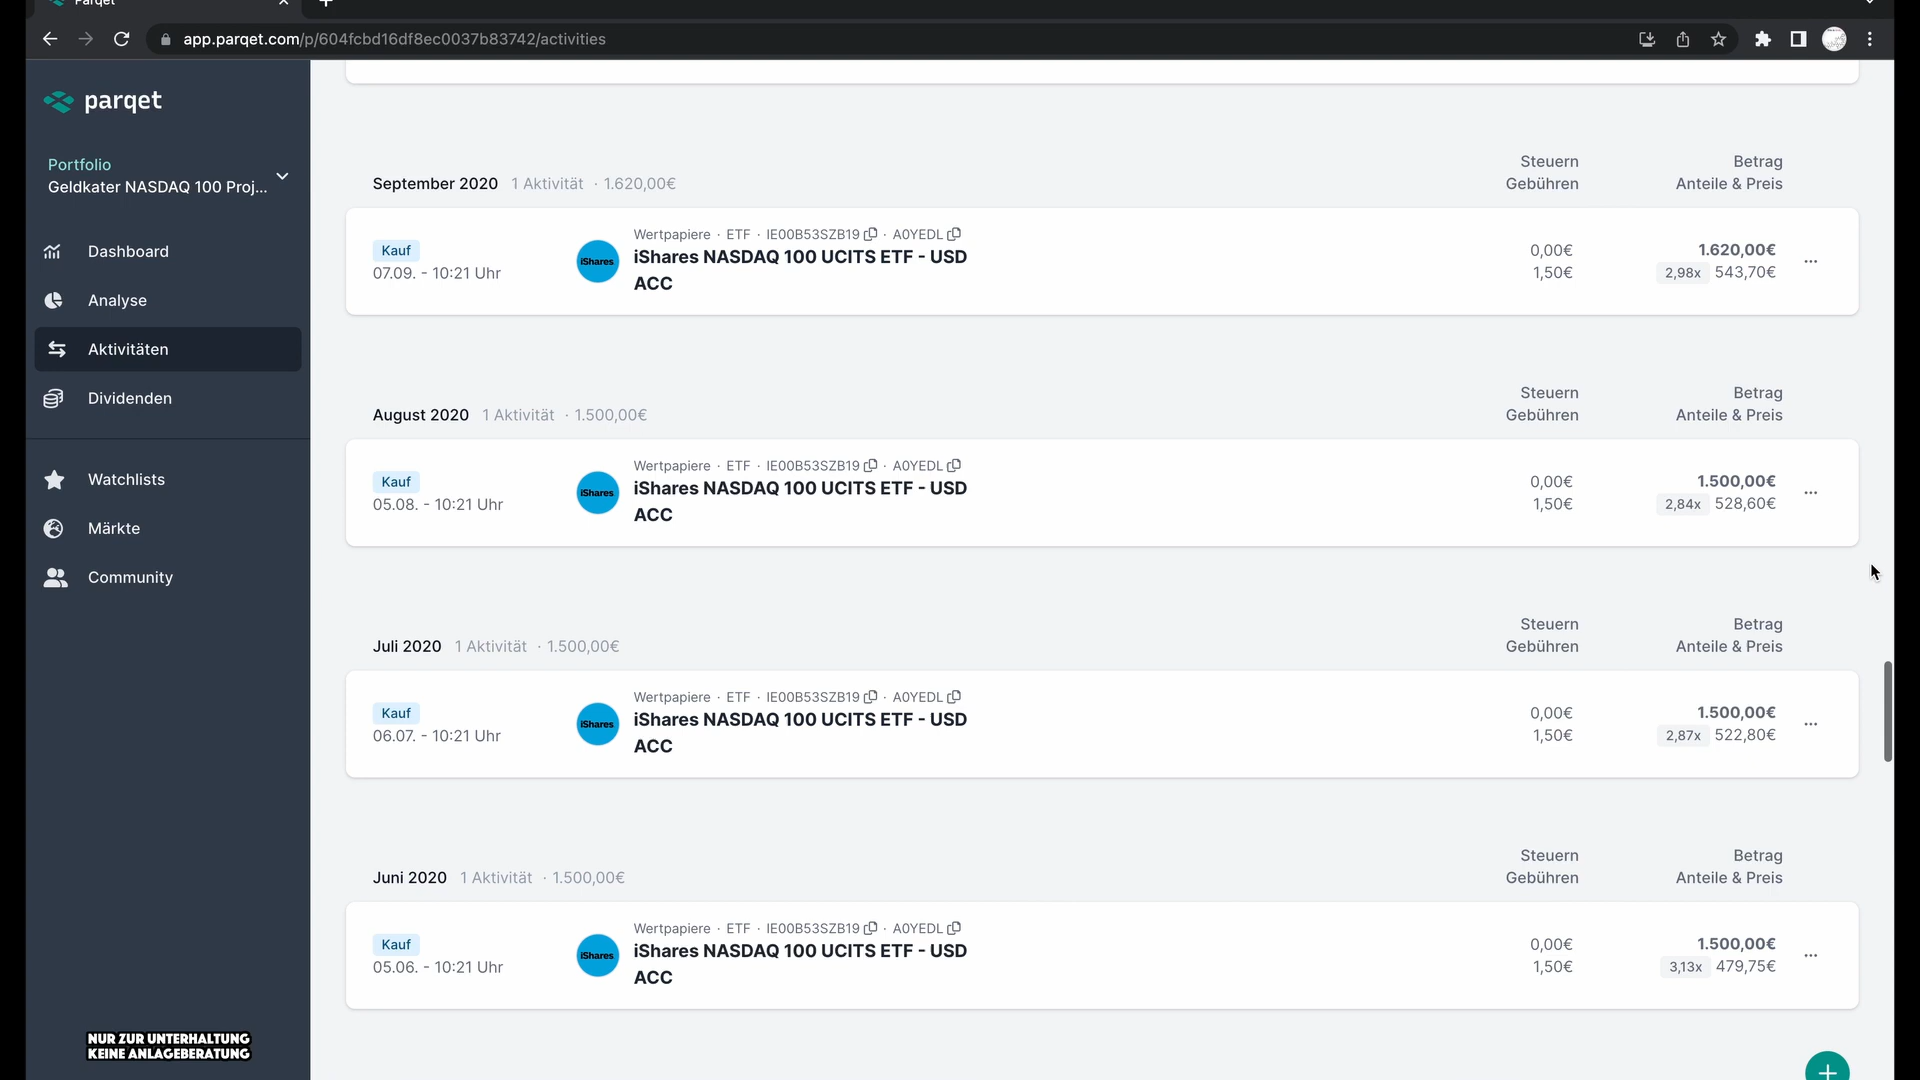 Parqet
app.parqet.com/p/604fcbd16df8ec0037b83742/activities
parqet
Portfolio
Geldkater NASDAQ 100 Proj...
Dashboard
Analyse
Aktivitäten
Dividenden
Watchlists
Märkte
Community
NUR ZUR UNTERHALTUNG
KEINE ANLAGEBERATUNG
Steuern Betrag
September 2020 1 Aktivität · 1.620,00€ Gebühren Anteile & Preis
Wertpapiere · ETF · IE00B53SZB19 · A0YEDL
Kauf iShares iShares NASDAQ 100 UCITS ETF - USD 0,00€ 1.620,00€
07.09. - 10:21 Uhr ACC 1,50€ 2,98x 543,70€
Steuern Betrag
August 2020 1 Aktivität · 1.500,00€ Gebühren Anteile & Preis
Wertpapiere · ETF · IE00B53SZB19 · A0YEDL
Kauf iShares iShares NASDAQ 100 UCITS ETF - USD 0,00€ 1.500,00€
05.08. - 10:21 Uhr ACC 1,50€ 2,84x 528,60€
Steuern Betrag
Juli 2020 1 Aktivität · 1.500,00€ Gebühren Anteile & Preis
Wertpapiere · ETF · IE00B53SZB19 · A0YEDL
Kauf iShares iShares NASDAQ 100 UCITS ETF - USD 0,00€ 1.500,00€
06.07. - 10:21 Uhr ACC 1,50€ 2,87x 522,80€
Steuern Betrag
Juni 2020 1 Aktivität · 1.500,00€ Gebühren Anteile & Preis
Wertpapiere · ETF · IE00B53SZB19 · A0YEDL
Kauf iShares iShares NASDAQ 100 UCITS ETF - USD 0,00€ 1.500,00€
05.06. - 10:21 Uhr ACC 1,50€ 3,13x 479,75€